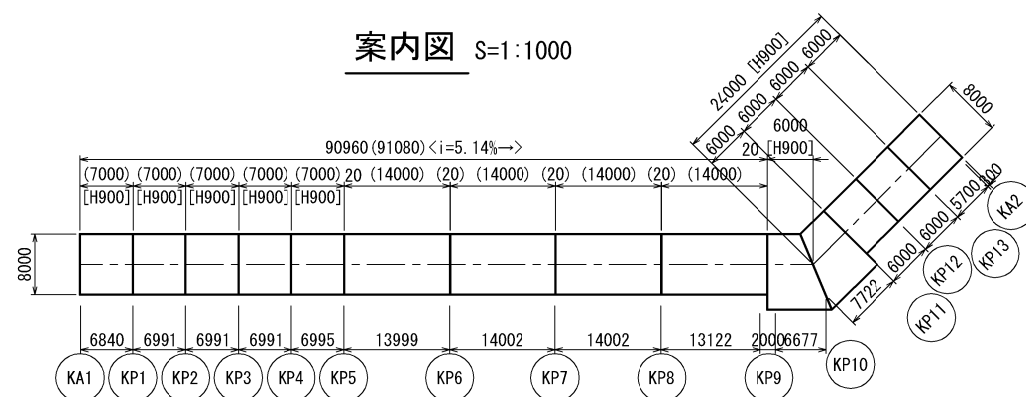 案内図 S=1:1000
24000 [H900]
6000 6000 6000 6000
8000
6000
20 [H900]
90960(91080)<i=5.14%→>
(7000) (7000) (7000) (7000) (7000) 20 (14000) (20) (14000) (20) (14000) (20) (14000)
[H900] [H900] [H900] [H900] [H900]
8000
7722 6000 6000 5700 300
6840 6991 6991 6991 6995 13999 14002 14002 13122 2000 6677
KA1 KP1 KP2 KP3 KP4 KP5 KP6 KP7 KP8 KP9 KP10 KP11 KP12 KP13 KA2